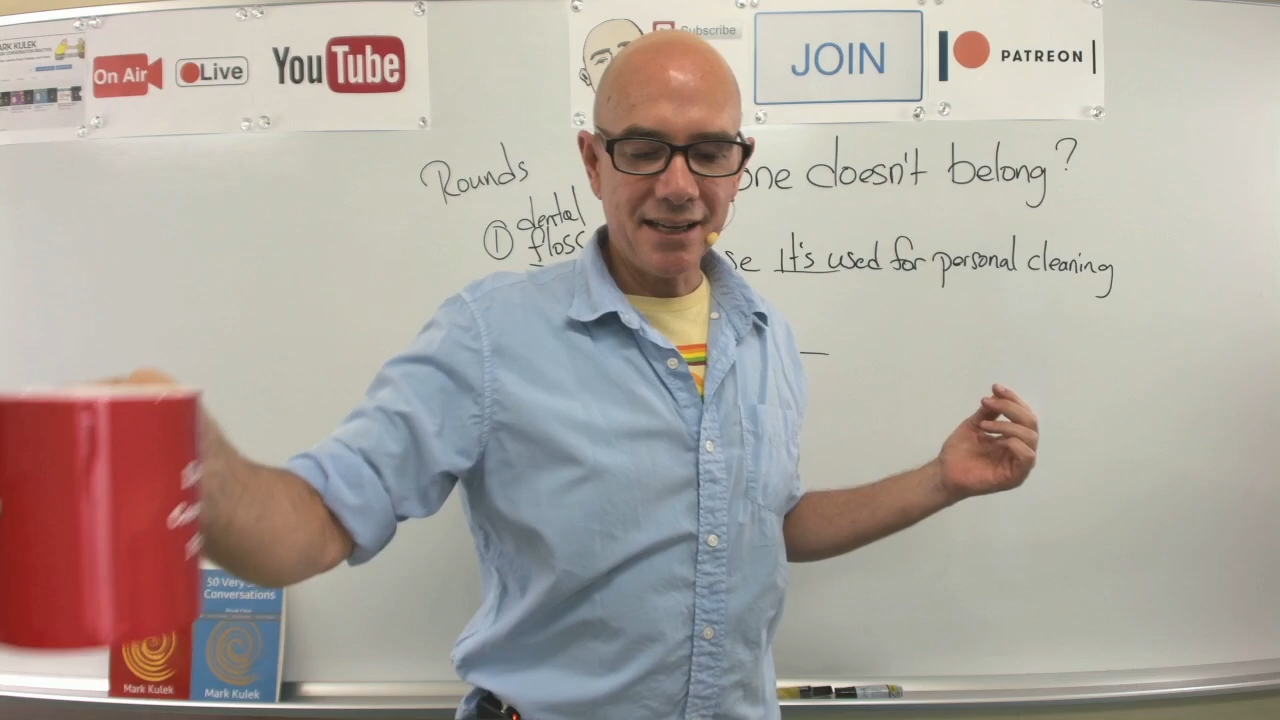 MARK KULEK
On Air
Live
YouTube
Subscribe
JOIN
PATREON
Rounds one doesn't belong?
① dental
floss se It's used for personal cleaning
50 Very
Conversations
Mark Kulek
Mark Kulek